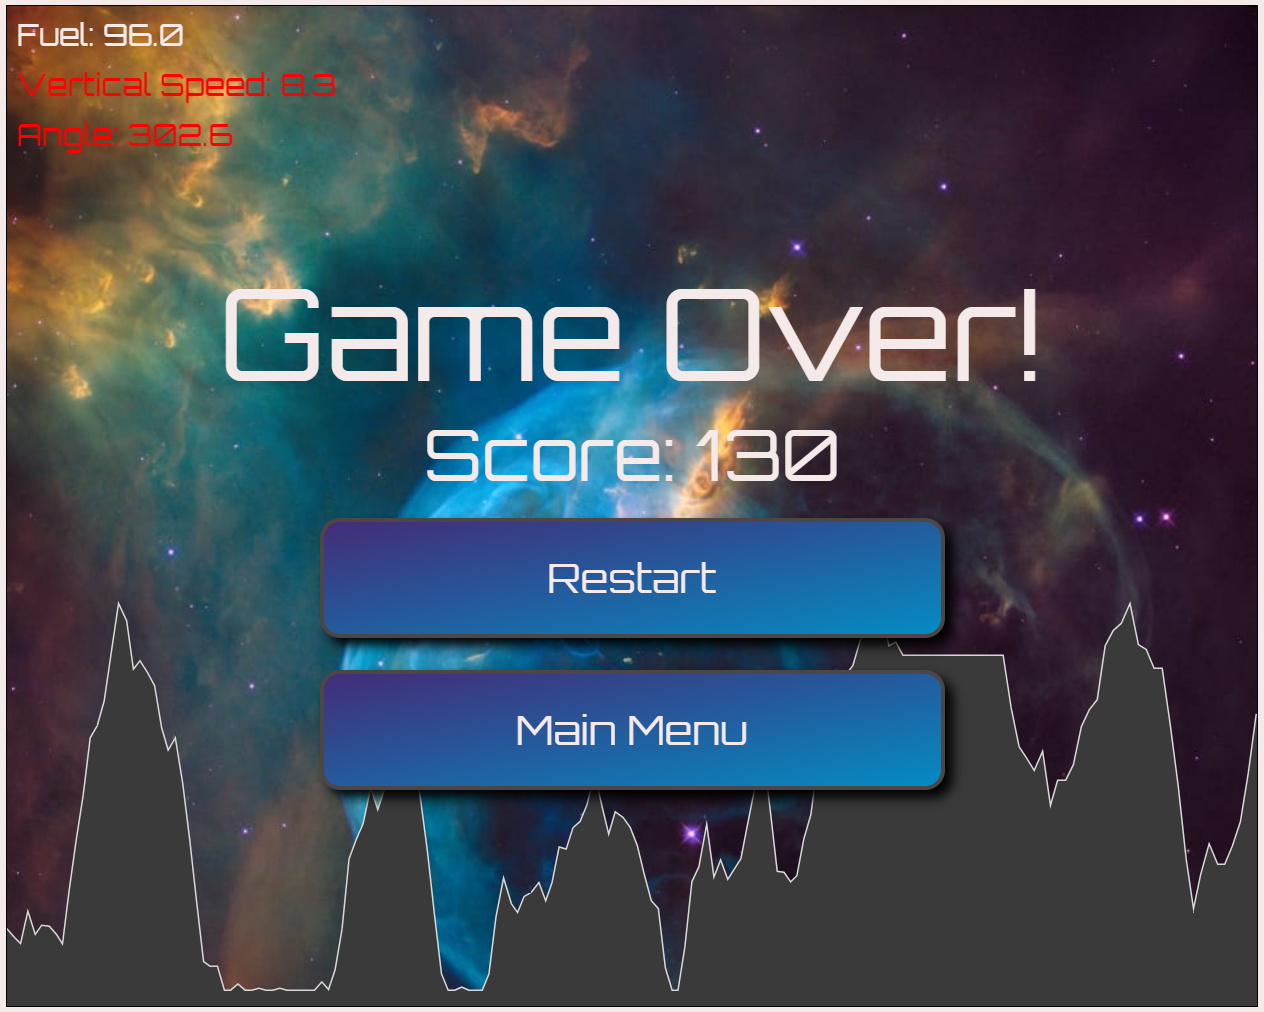 Fuel: 96.0
Vertical Speed: 8.3
Angle: 302.6
Game Over!
Score: 130
Restart
Main Menu